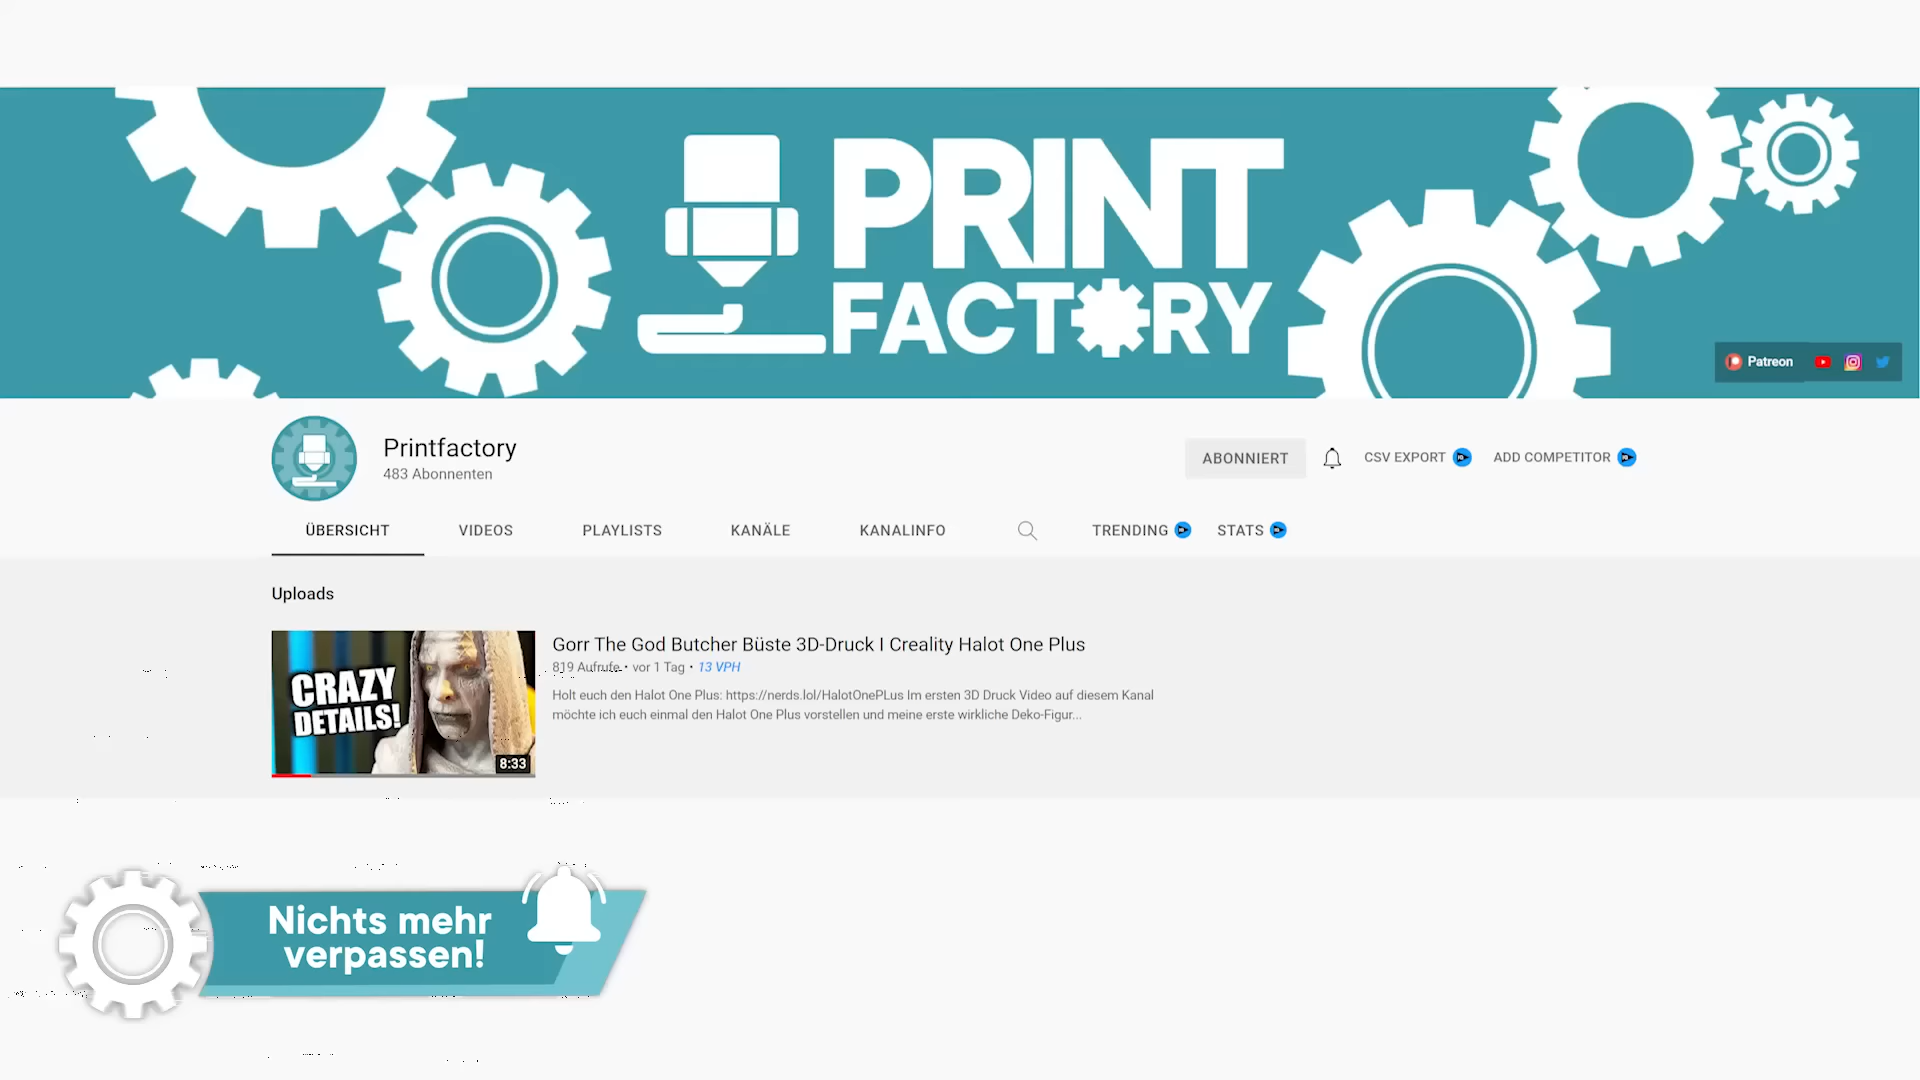 PRINT
FACTORY
Patreon
Printfactory
483 Abonnenten
ABONNIERT
CSV EXPORT
ADD COMPETITOR
ÜBERSICHT
VIDEOS
PLAYLISTS
KANÄLE
KANALINFO
TRENDING
STATS
Uploads
CRAZY
DETAILS!
8:33
Gorr The God Butcher Büste 3D-Druck I Creality Halot One Plus
819 Aufrufe • vor 1 Tag • 13 VPH
Holt euch den Halot One Plus: https://nerds.lol/HalotOnePLus Im ersten 3D Druck Video auf diesem Kanal
möchte ich euch einmal den Halot One Plus vorstellen und meine erste wirkliche Deko-Figur...
Nichts mehr
verpassen!